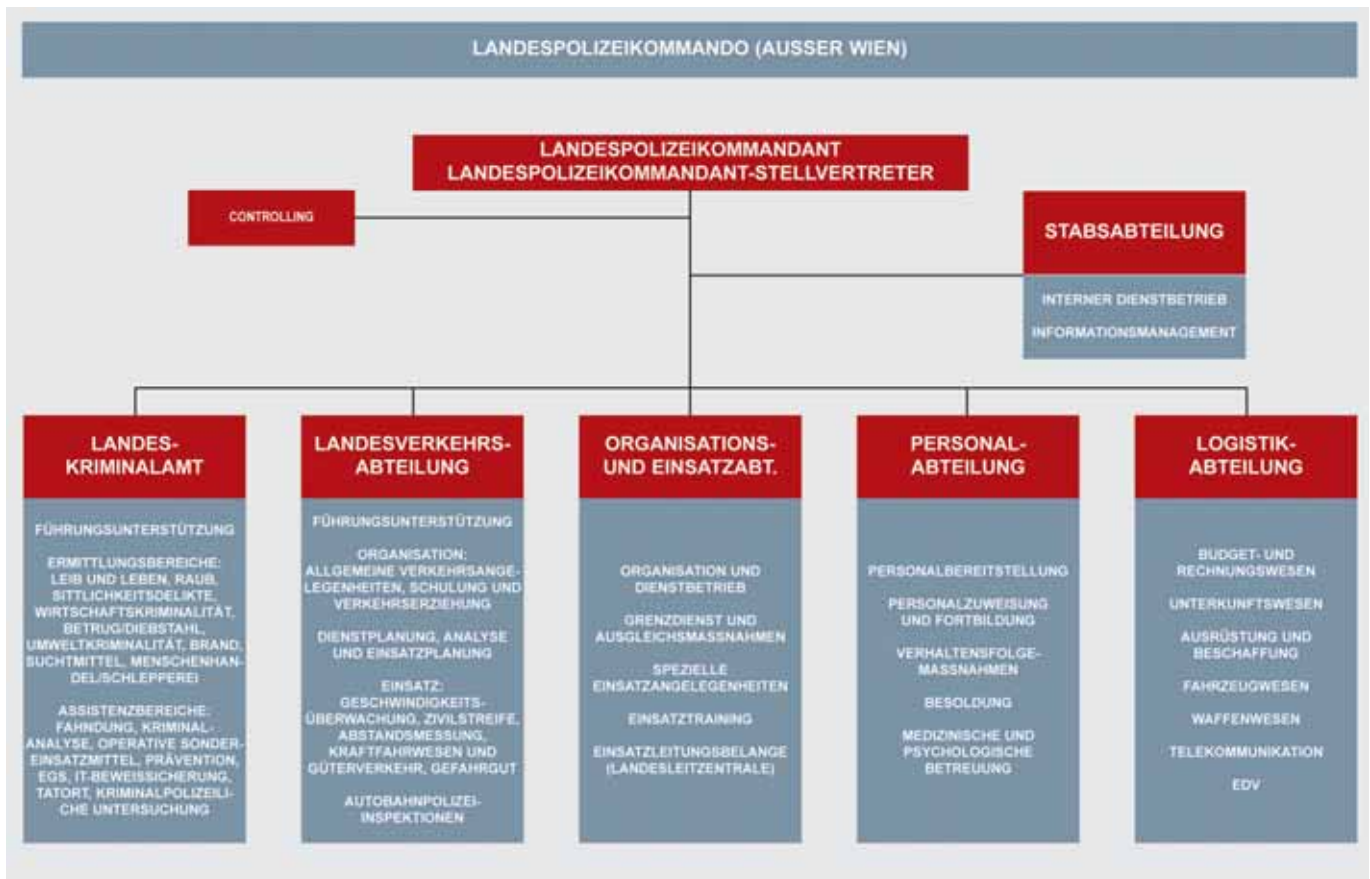 LANDESPOLIZEIKOMMANDO (AUSSER WIEN)
LANDESPOLIZEIKOMMANDANT
LANDESPOLIZEIKOMMANDANT-STELLVERTRETER
CONTROLLING
STABSABTEILUNG
INTERNER DIENSTBETRIEB
INFORMATIONSMANAGEMENT
LANDES-
KRIMINALAMT
FÜHRUNGSUNTERSTÜTZUNG
ERMITTLUNGSBEREICHE:
LEIB UND LEBEN, RAUB,
SITTLICHKEITSDELIKTE,
WIRTSCHAFTSKRIMINALITÄT,
BETRUG/DIEBSTAHL,
UMWELTKRIMINALITÄT, BRAND,
SUCHTMITTEL, MENSCHENHAN-
DEL/SCHLEPPEREI
ASSISTENZBEREICHE:
FAHNDUNG, KRIMINAL-
ANALYSE, OPERATIVE SONDER-
EINSATZMITTEL, PRÄVENTION,
EGS, IT-BEWEISSICHERUNG,
TATORT, KRIMINALPOLIZEILI-
CHE UNTERSUCHUNG
LANDESVERKEHRS-
ABTEILUNG
FÜHRUNGSUNTERSTÜTZUNG
ORGANISATION:
ALLGEMEINE VERKEHRSANGE-
LEGENHEITEN, SCHULUNG UND
VERKEHRSERZIEHUNG
DIENSTPLANUNG, ANALYSE
UND EINSATZPLANUNG
EINSATZ:
GESCHWINDIGKEITS-
ÜBERWACHUNG, ZIVILSTREIFE,
ABSTANDSMESSUNG,
KRAFTFAHRWESEN UND
GÜTERVERKEHR, GEFAHRGUT
AUTOBAHNPOLIZEI-
INSPEKTIONEN
ORGANISATIONS-
UND EINSATZABT.
ORGANISATION UND
DIENSTBETRIEB
GRENZDIENST UND
AUSGLEICHSMASSNAHMEN
SPEZIELLE
EINSATZANGELEGENHEITEN
EINSATZTRAINING
EINSATZLEITUNGSBELANGE
(LANDESLEITZENTRALE)
PERSONAL-
ABTEILUNG
PERSONALBEREITSTELLUNG
PERSONALZUWEISUNG
UND FORTBILDUNG
VERHALTENSFOLGE-
MASSNAHMEN
BESOLDUNG
MEDIZINISCHE UND
PSYCHOLOGISCHE
BETREUUNG
LOGISTIK-
ABTEILUNG
BUDGET- UND
RECHNUNGSWESEN
UNTERKUNFTSWESEN
AUSRÜSTUNG UND
BESCHAFFUNG
FAHRZEUGWESEN
WAFFENWESEN
TELEKOMMUNIKATION
EDV